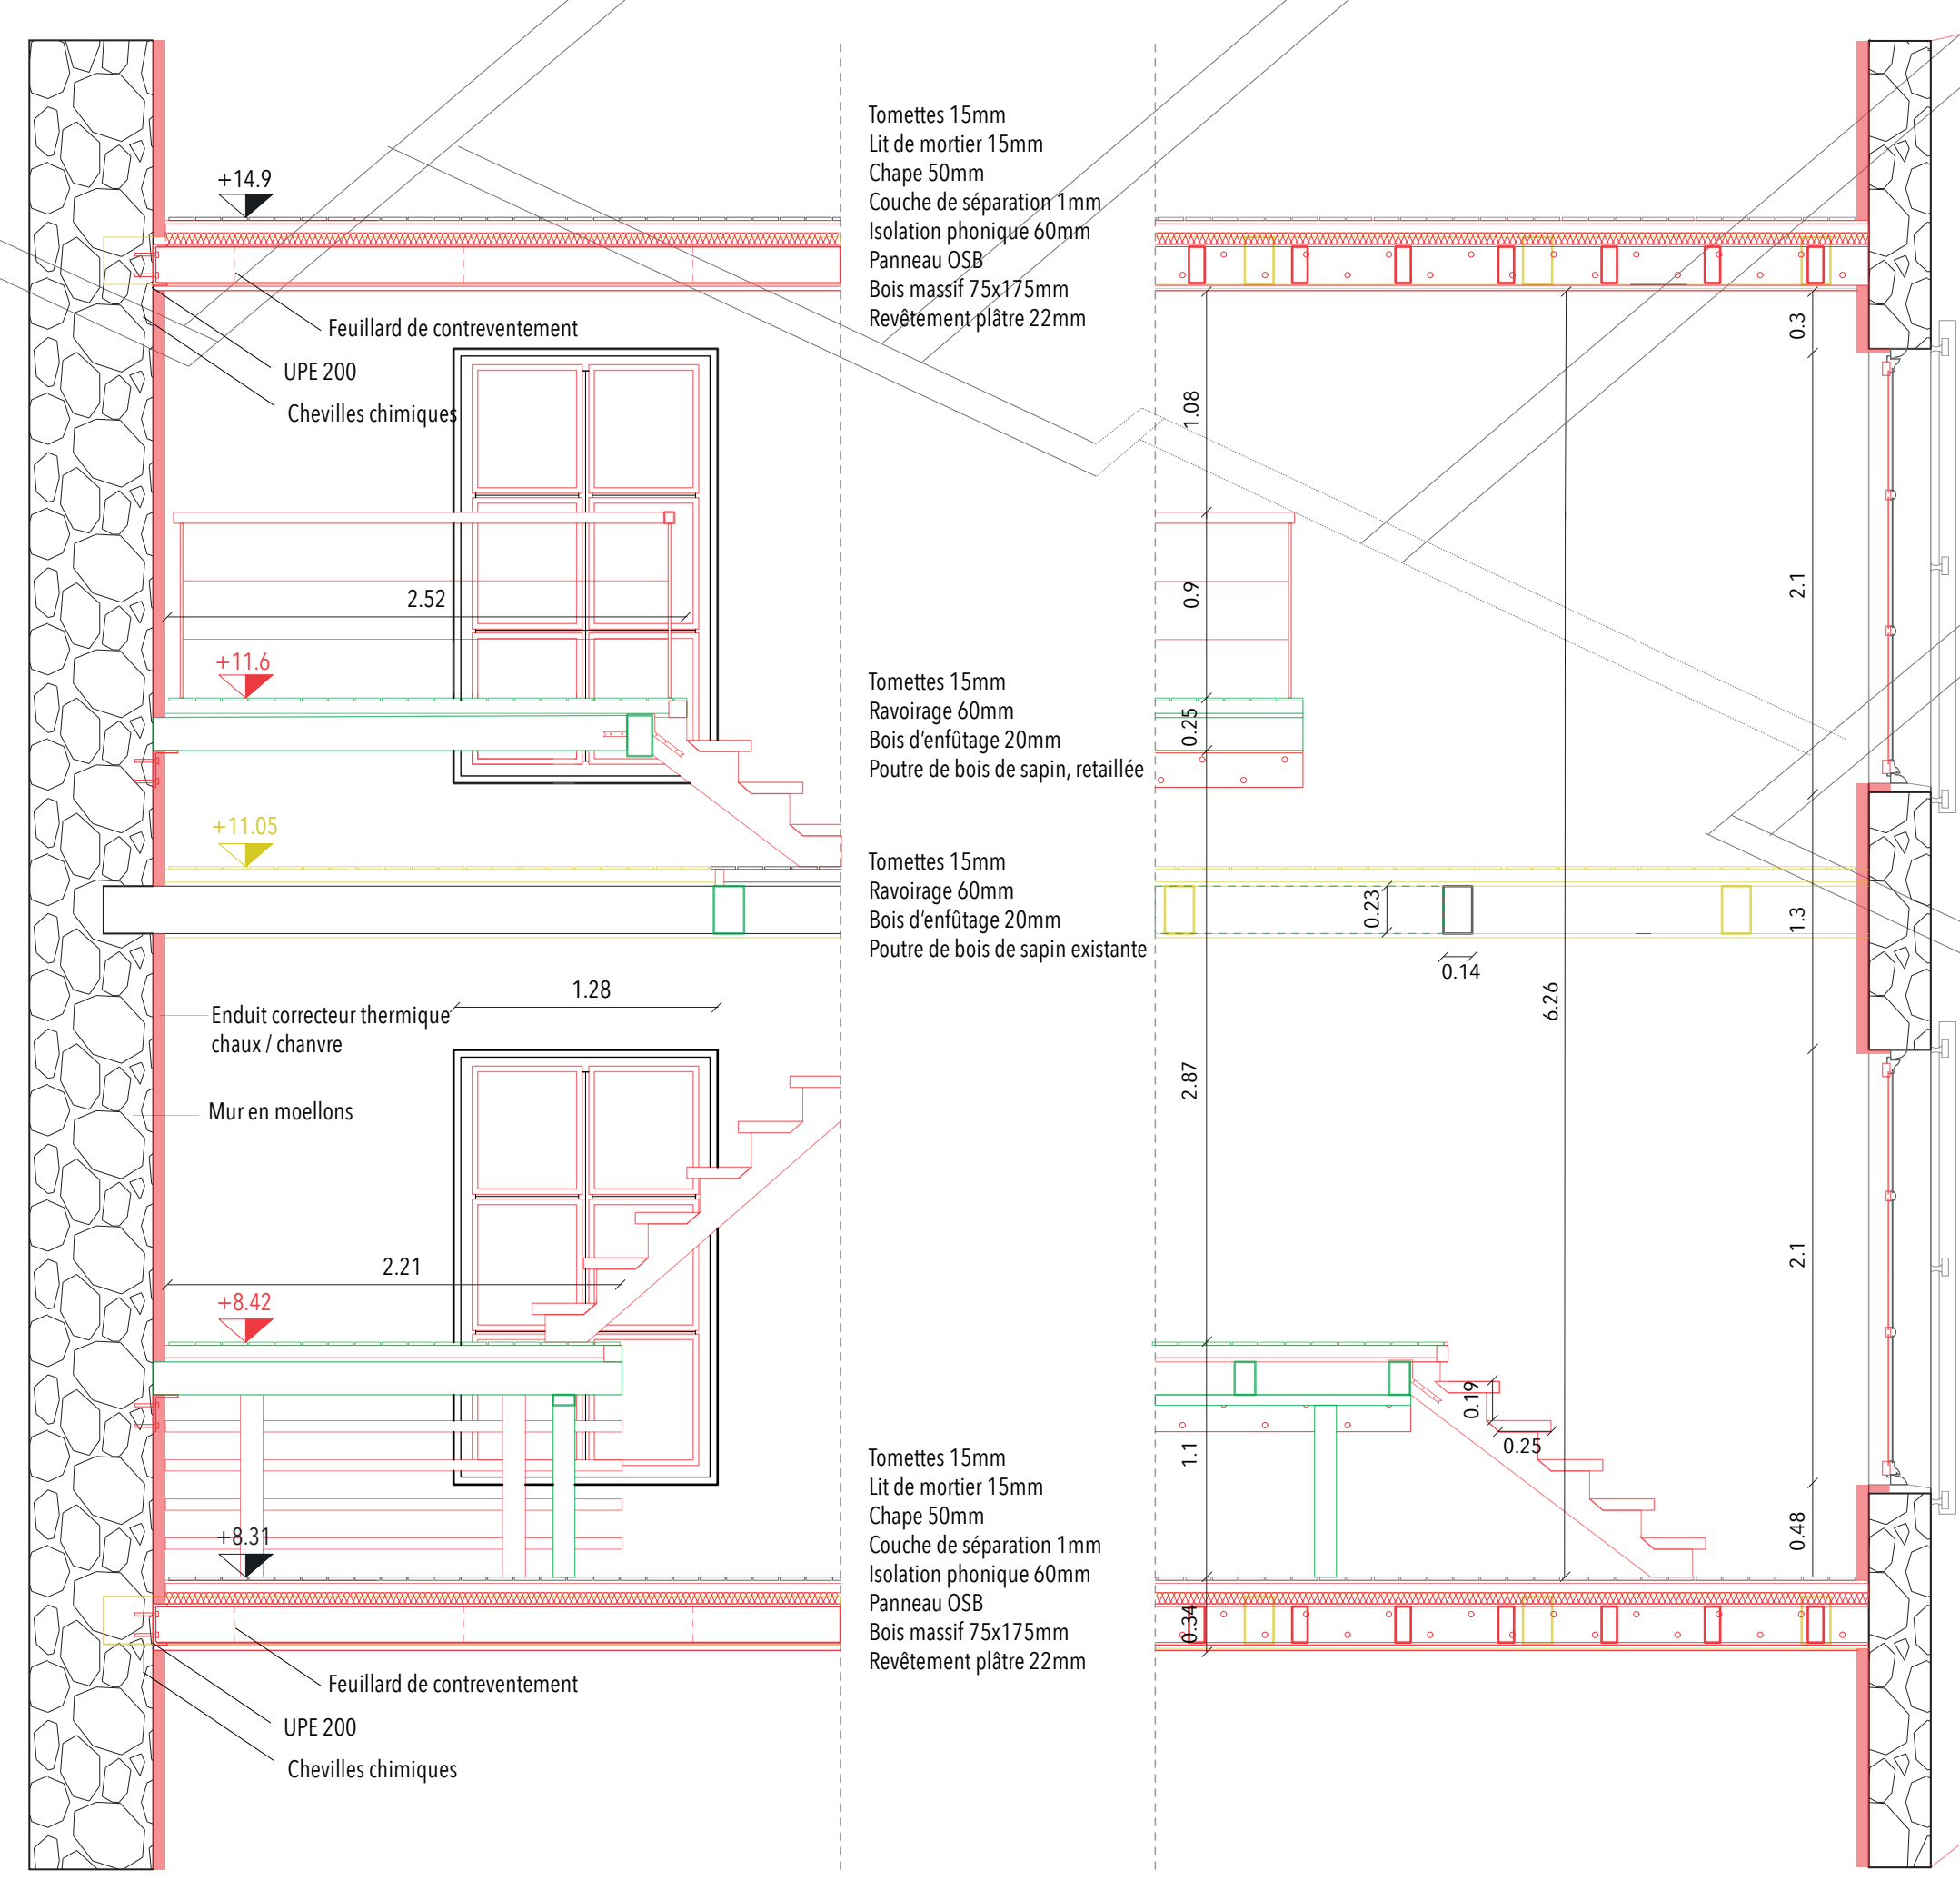 Tomettes 15mm
Lit de mortier 15mm
Chape 50mm
Couche de séparation 1mm
Isolation phonique 60mm
Panneau OSB
Bois massif 75x175mm
Revêtement plâtre 22mm
+14.9
Feuillard de contreventement
UPE 200
Chevilles chimiques
0.3
1.08
2.52
0.9
2.1
+11.6
Tomettes 15mm
Ravoirage 60mm
Bois d'enfûtage 20mm
Poutre de bois de sapin, retaillée
0.25
+11.05
Tomettes 15mm
Ravoirage 60mm
Bois d'enfûtage 20mm
Poutre de bois de sapin existante
0.23
0.14
1.3
1.28
6.26
Enduit correcteur thermique
chaux / chanvre
Mur en moellons
2.87
2.21
2.1
+8.42
0.19
0.25
1.1
0.48
+8.31
Tomettes 15mm
Lit de mortier 15mm
Chape 50mm
Couche de séparation 1mm
Isolation phonique 60mm
Panneau OSB
Bois massif 75x175mm
Revêtement plâtre 22mm
0.34
Feuillard de contreventement
UPE 200
Chevilles chimiques